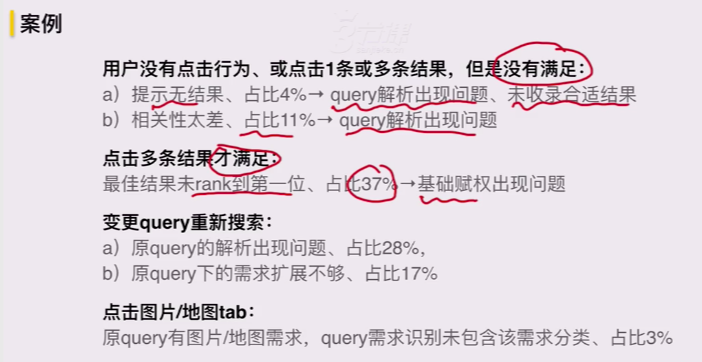 案例
用户没有点击行为、或点击1条或多条结果，但是没有满足：
a）提示无结果、占比4%→ query解析出现问题、未收录合适结果
b）相关性太差、占比11%→ query解析出现问题
点击多条结果才满足：
最佳结果未rank到第一位、占比37%→基础赋权出现问题
变更query重新搜索：
a）原query的解析出现问题、占比28%，
b）原query下的需求扩展不够、占比17%
点击图片/地图tab：
原query有图片/地图需求，query需求识别未包含该需求分类、占比3%